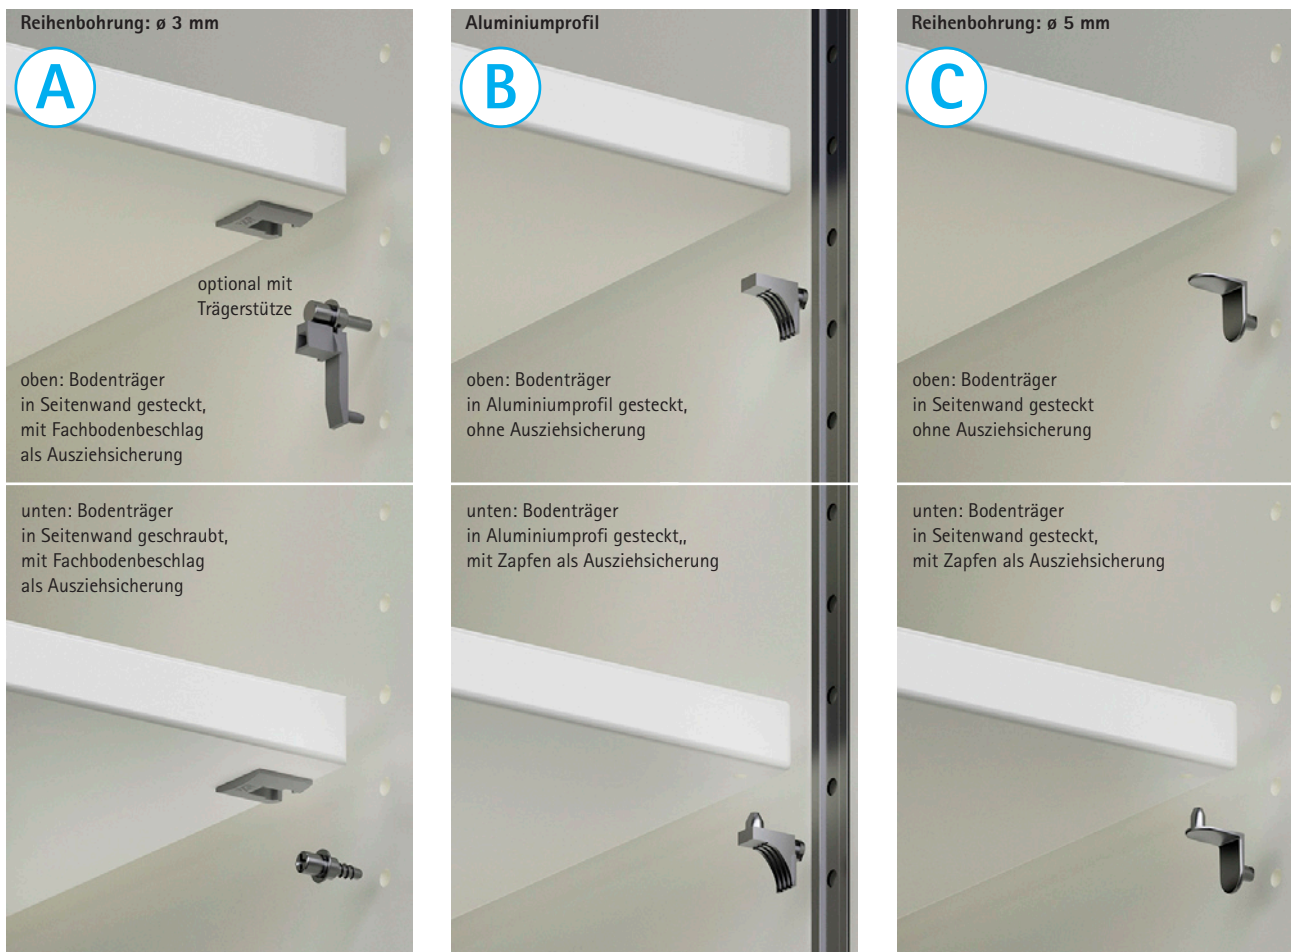 Reihenbohrung: ø 3 mm
A
optional mit
Trägerstütze
oben: Bodenträger
in Seitenwand gesteckt,
mit Fachbodenbeschlag
als Ausziehsicherung
unten: Bodenträger
in Seitenwand geschraubt,
mit Fachbodenbeschlag
als Ausziehsicherung
Aluminiumprofil
B
oben: Bodenträger
in Aluminiumprofil gesteckt,
ohne Ausziehsicherung
unten: Bodenträger
in Aluminiumprofi gesteckt,,
mit Zapfen als Ausziehsicherung
Reihenbohrung: ø 5 mm
C
oben: Bodenträger
in Seitenwand gesteckt
ohne Ausziehsicherung
unten: Bodenträger
in Seitenwand gesteckt,
mit Zapfen als Ausziehsicherung